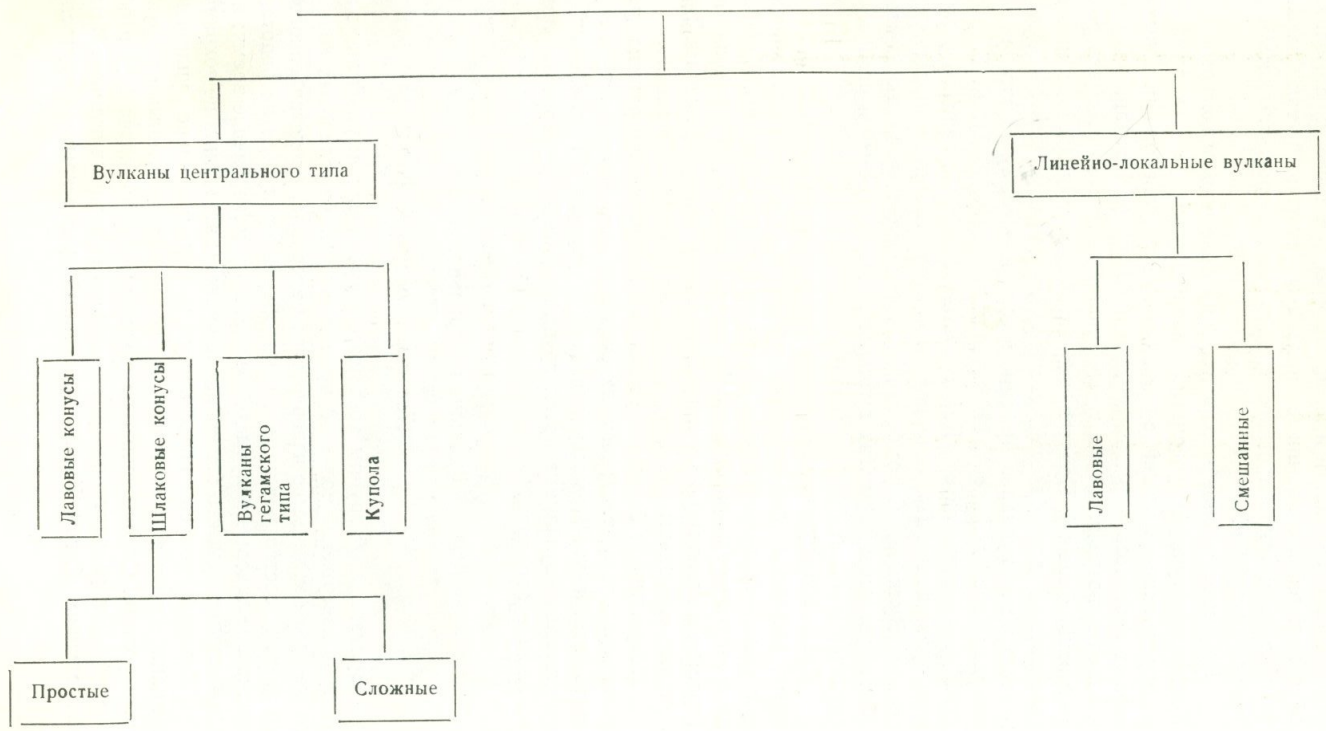 Вулканы центрального типа
Линейно-локальные вулканы
Лавовые конусы
Шлаковые конусы
Вулканы
гегамского
типа
Купола
Лавовые
Смешанные
Простые
Сложные